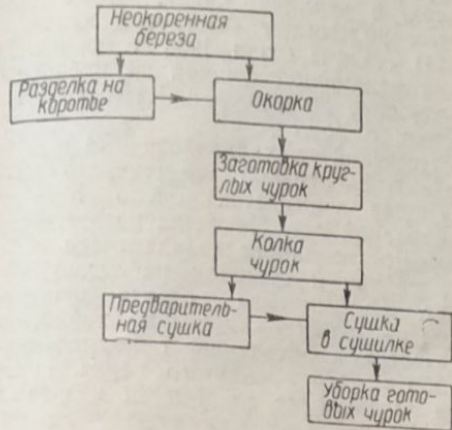 Неокоренная
береза
Разделка на
коротье
Окорка
Заготовка круг-
лых чурок
Колка
чурок
Предваритель-
ная сушка
Сушка
в сушилке
Уборка гото-
вых чурок